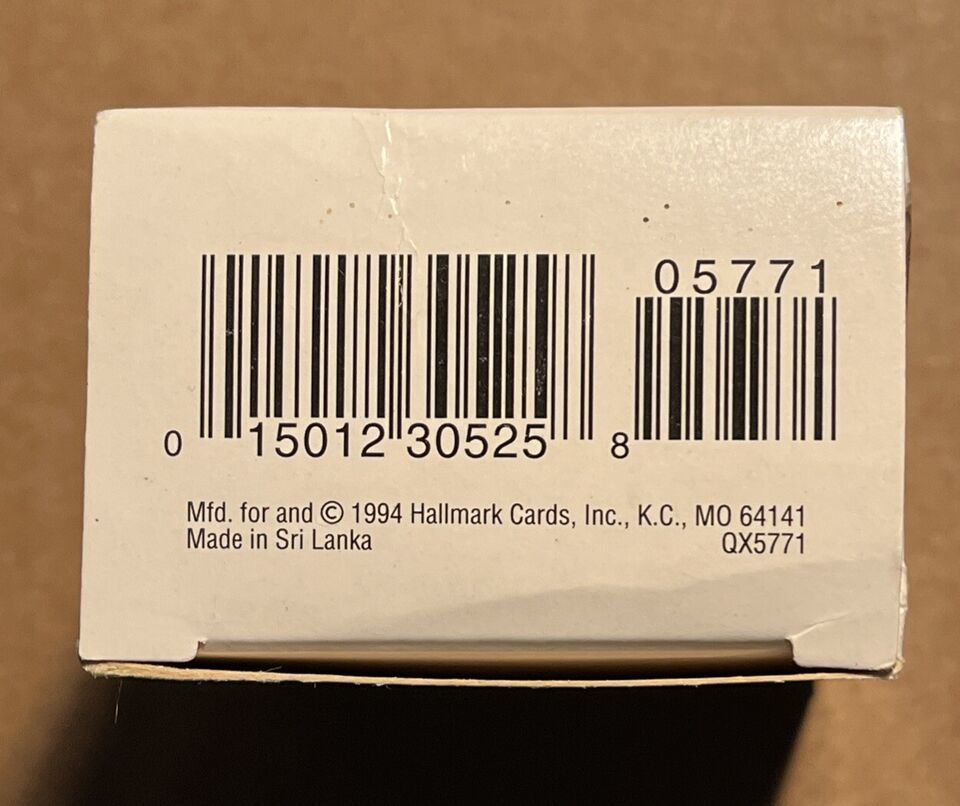 05771
0 15012 30525 8
Mfd. for and © 1994 Hallmark Cards, Inc., K.C., MO 64141
Made in Sri Lanka QX5771